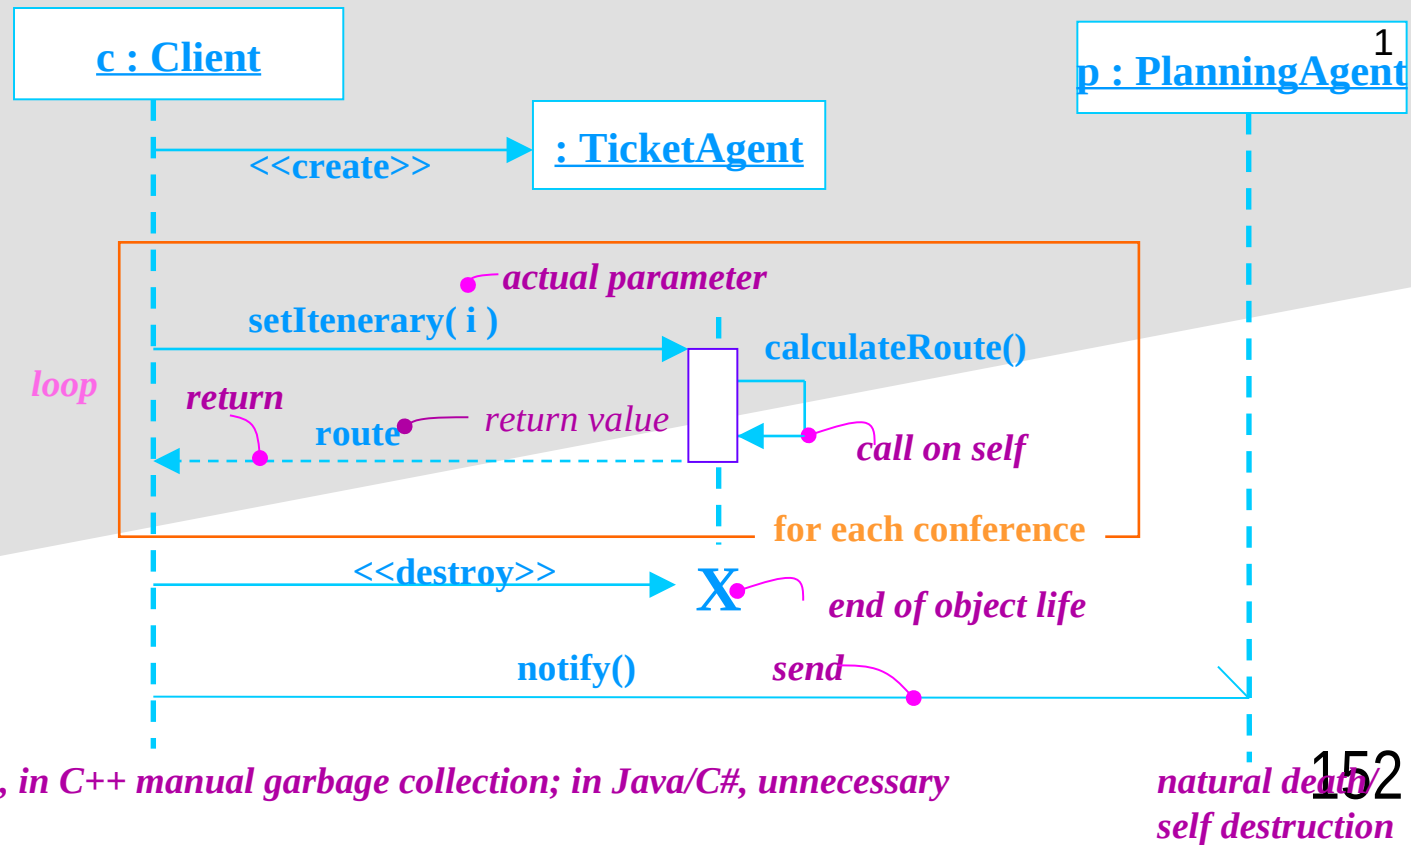 c : Client
1
p : PlanningAgent
: TicketAgent
<<create>>
actual parameter
setItenerary( i )
calculateRoute()
loop
return
return value
route
call on self
for each conference
<<destroy>>
X
end of object life
notify()
send
, in C++ manual garbage collection; in Java/C#, unnecessary
natural death/
152
self destruction